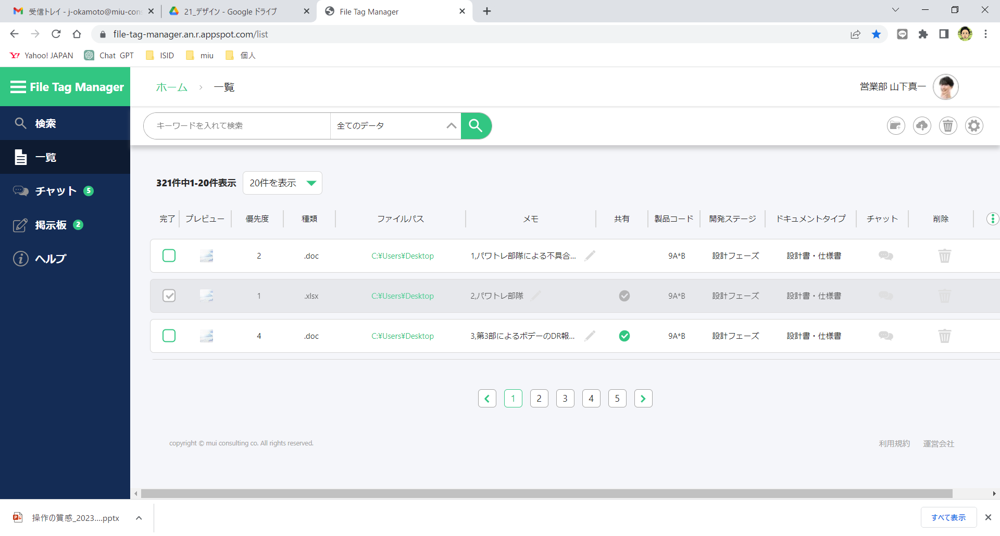 受信トレイ - j-okamoto@miu-cons
21_デザイン - Google ドライブ
File Tag Manager
file-tag-manager.an.r.appspot.com/list
Yahoo! JAPAN
Chat GPT
ISID
miu
個人
File Tag Manager
ホーム › 一覧
営業部 山下真一
検索
一覧
チャット 5
掲示板 2
ヘルプ
キーワードを入れて検索
全てのデータ
321件中1-20件表示
20件を表示
完了 プレビュー 優先度 種類 ファイルパス メモ 共有 製品コード 開発ステージ ドキュメントタイプ チャット 削除
2 .doc C:¥Users¥Desktop 1,パワトレ部隊による不具合... 9A*B 設計フェーズ 設計書・仕様書
1 .xlsx C:¥Users¥Desktop 2,パワトレ部隊 9A*B 設計フェーズ 設計書・仕様書
4 .doc C:¥Users¥Desktop 3,第3部によるボデーのDR報... 9A*B 設計フェーズ 設計書・仕様書
1 2 3 4 5
copyright © mui consulting co. All rights reserved.
利用規約 運営会社
操作の質感_2023....pptx
すべて表示